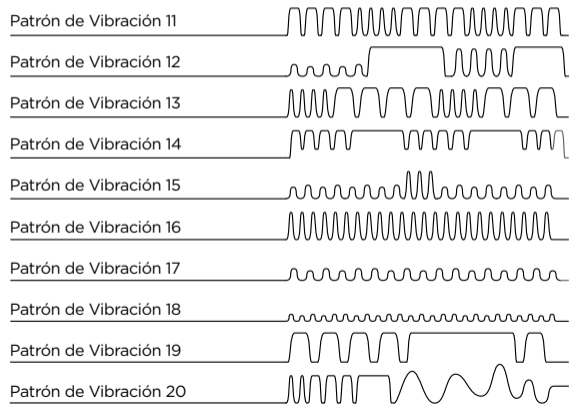 Patrón de Vibración 11
Patrón de Vibración 12
Patrón de Vibración 13
Patrón de Vibración 14
Patrón de Vibración 15
Patrón de Vibración 16
Patrón de Vibración 17
Patrón de Vibración 18
Patrón de Vibración 19
Patrón de Vibración 20